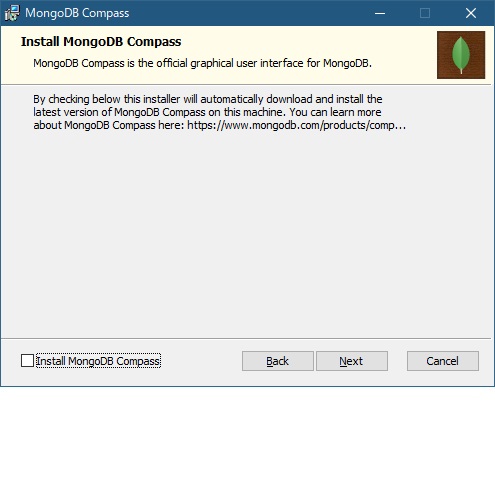 MongoDB Compass
Install MongoDB Compass
MongoDB Compass is the official graphical user interface for MongoDB.
By checking below this installer will automatically download and install the
latest version of MongoDB Compass on this machine. You can learn more
about MongoDB Compass here: https://www.mongodb.com/products/comp...
Install MongoDB Compass
Back
Next
Cancel